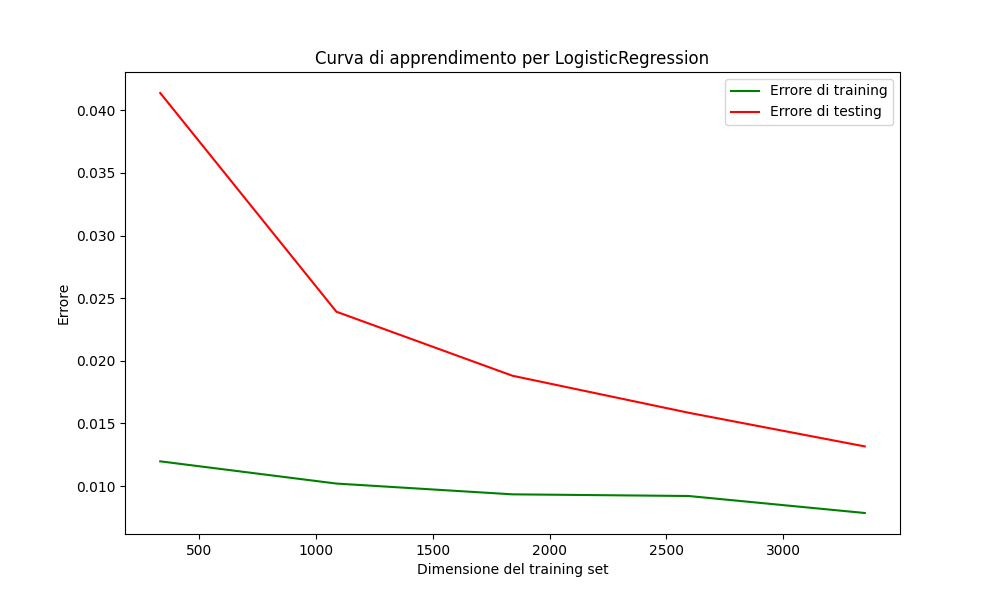 Curva di apprendimento per LogisticRegression
Errore di training
Errore di testing
0.040
0.035
0.030
0.025
0.020
0.015
0.010
Errore
500 1000 1500 2000 2500 3000
Dimensione del training set